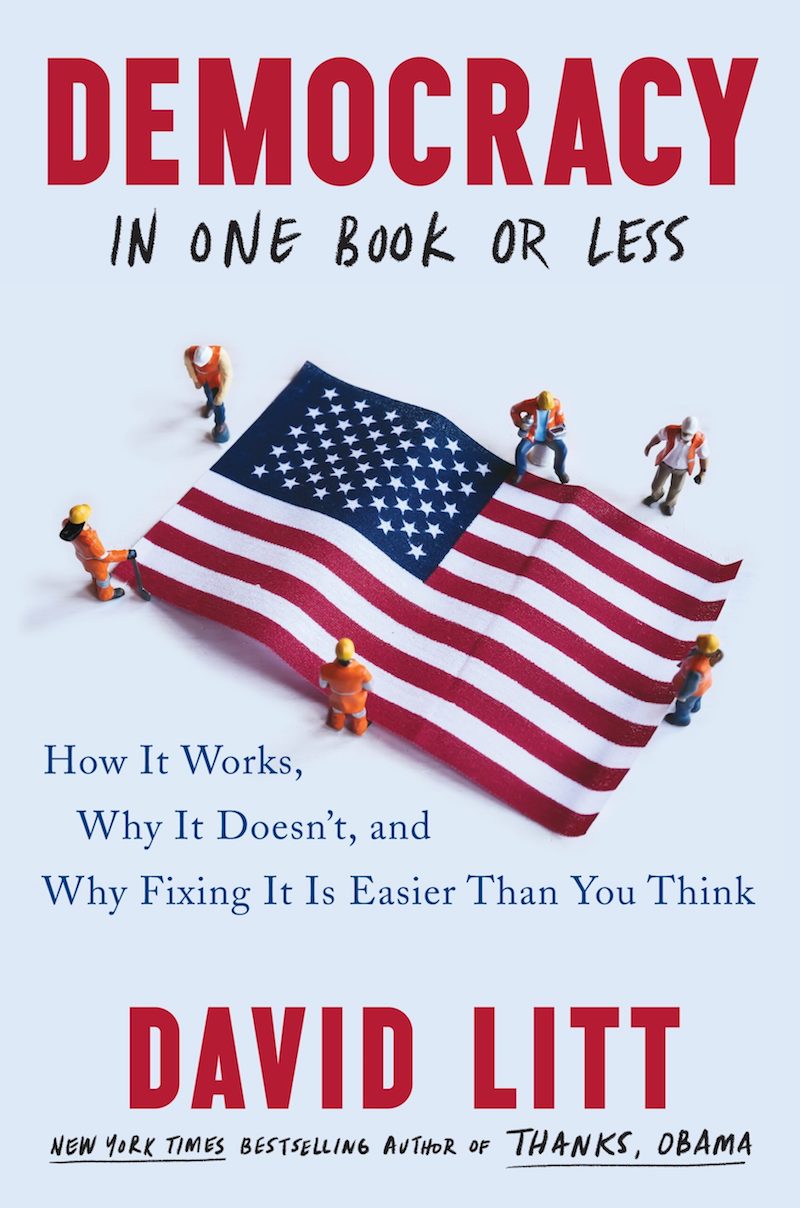 DEMOCRACY
IN ONE BOOK OR LESS
How It Works,
Why It Doesn't, and
Why Fixing It Is Easier Than You Think
DAVID LITT
NEW YORK TIMES BESTSELLING AUTHOR OF THANKS, OBAMA